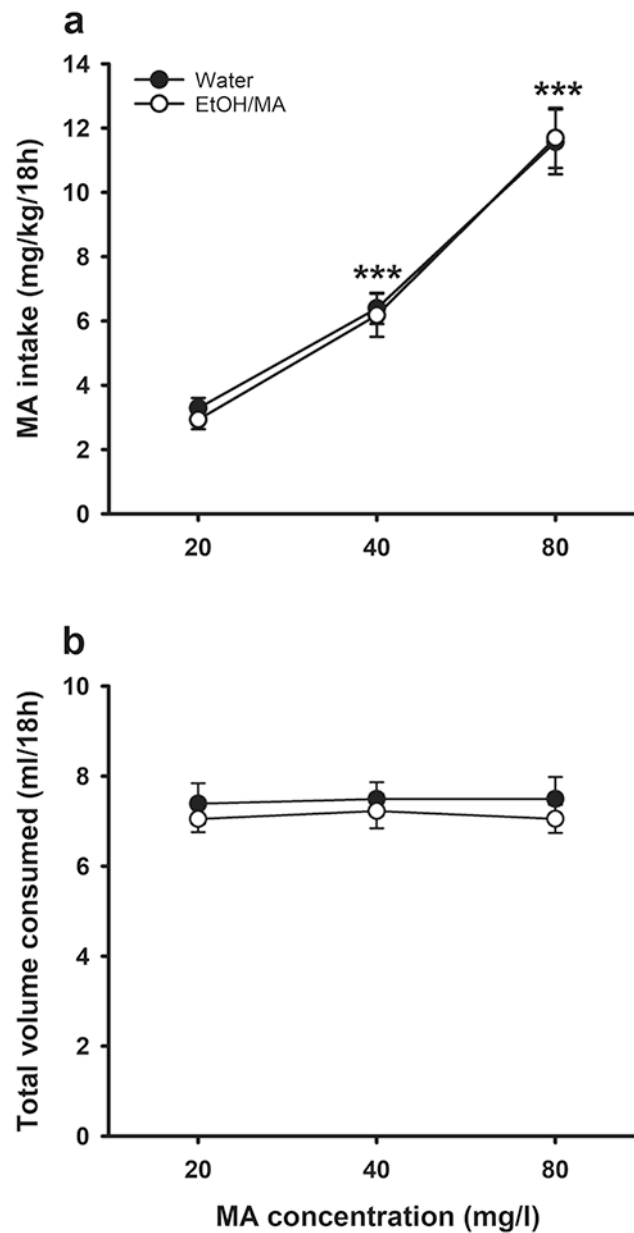 a
14
12
10
8
6
4
2
0
MA intake (mg/kg/18h)
Water
EtOH/MA
***
***
20 40 80
b
10
8
6
4
2
0
Total volume consumed (ml/18h)
20 40 80
MA concentration (mg/l)